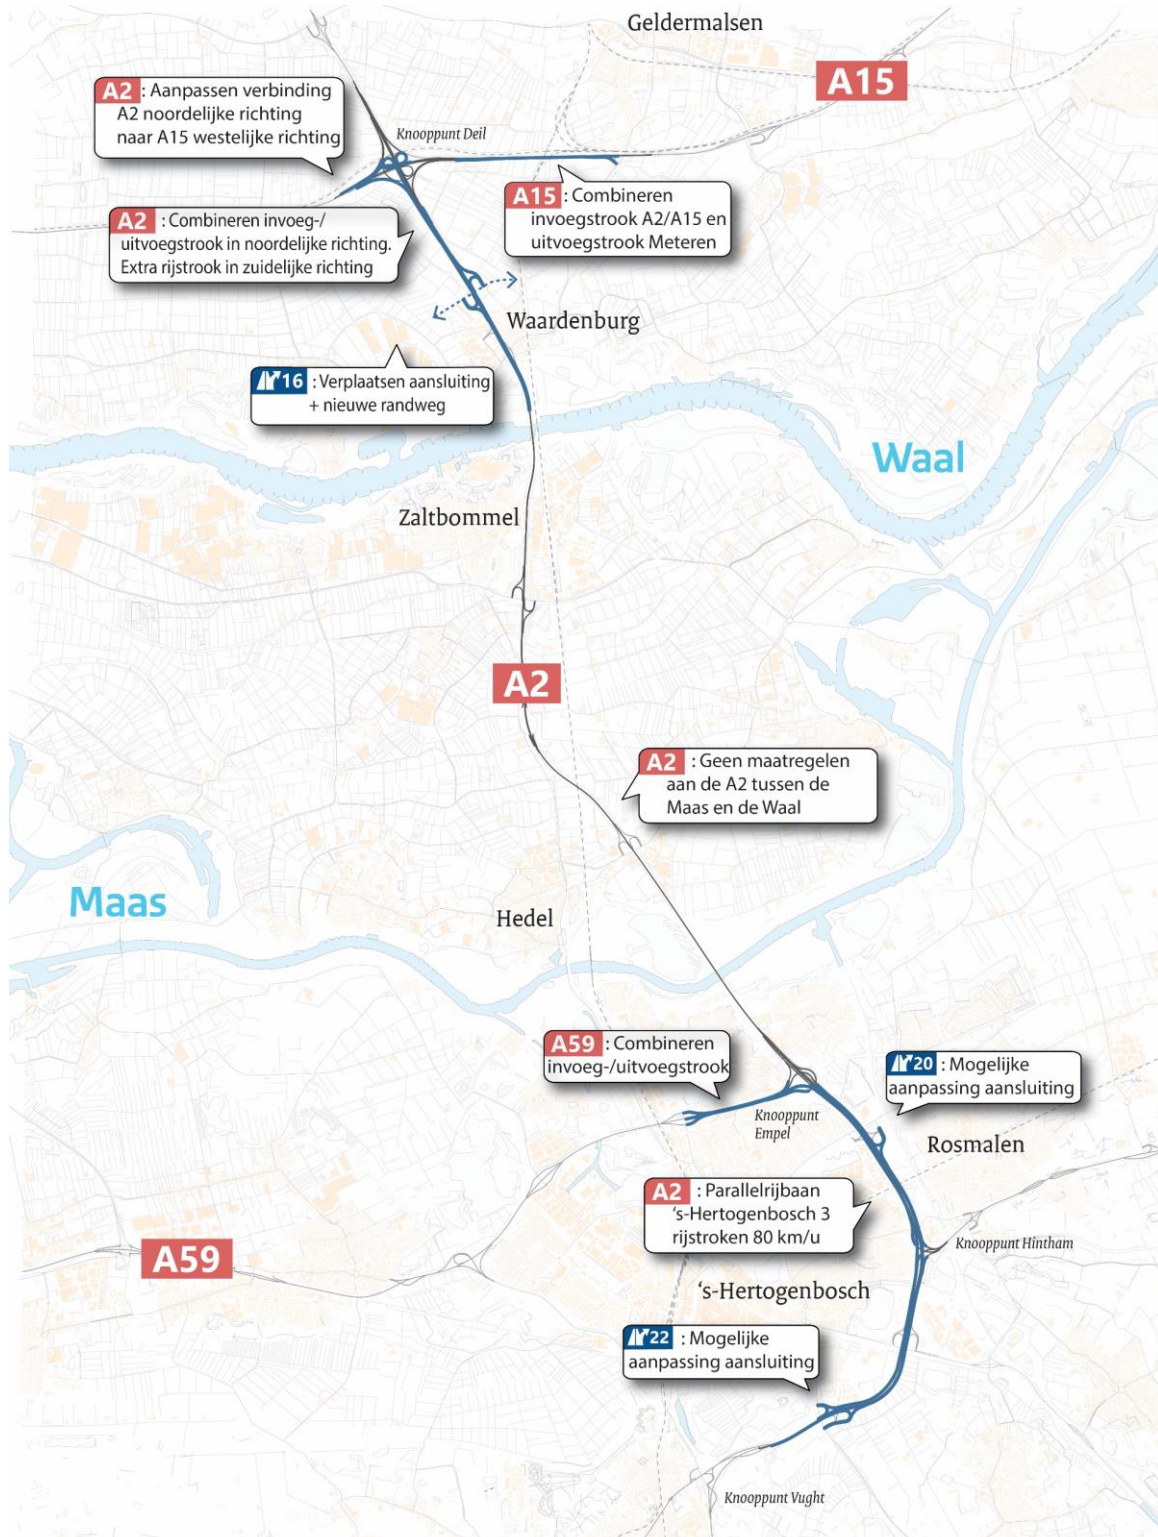 Geldermalsen
A15
A2 : Aanpassen verbinding
A2 noordelijke richting
naar A15 westelijke richting
Knooppunt Deil
A15 : Combineren
invoegstrook A2/A15 en
uitvoegstrook Meteren
A2 : Combineren invoeg-/
uitvoegstrook in noordelijke richting.
Extra rijstrook in zuidelijke richting
Waardenburg
16 : Verplaatsen aansluiting
+ nieuwe randweg
Waal
Zaltbommel
A2
A2 : Geen maatregelen
aan de A2 tussen de
Maas en de Waal
Maas
Hedel
A59 : Combineren
invoeg-/uitvoegstrook
20 : Mogelijke
aanpassing aansluiting
Knooppunt
Empel
Rosmalen
A2 : Parallelrijbaan
‘s-Hertogenbosch 3
rijstroken 80 km/u
Knooppunt Hintham
A59
‘s-Hertogenbosch
22 : Mogelijke
aanpassing aansluiting
Knooppunt Vught